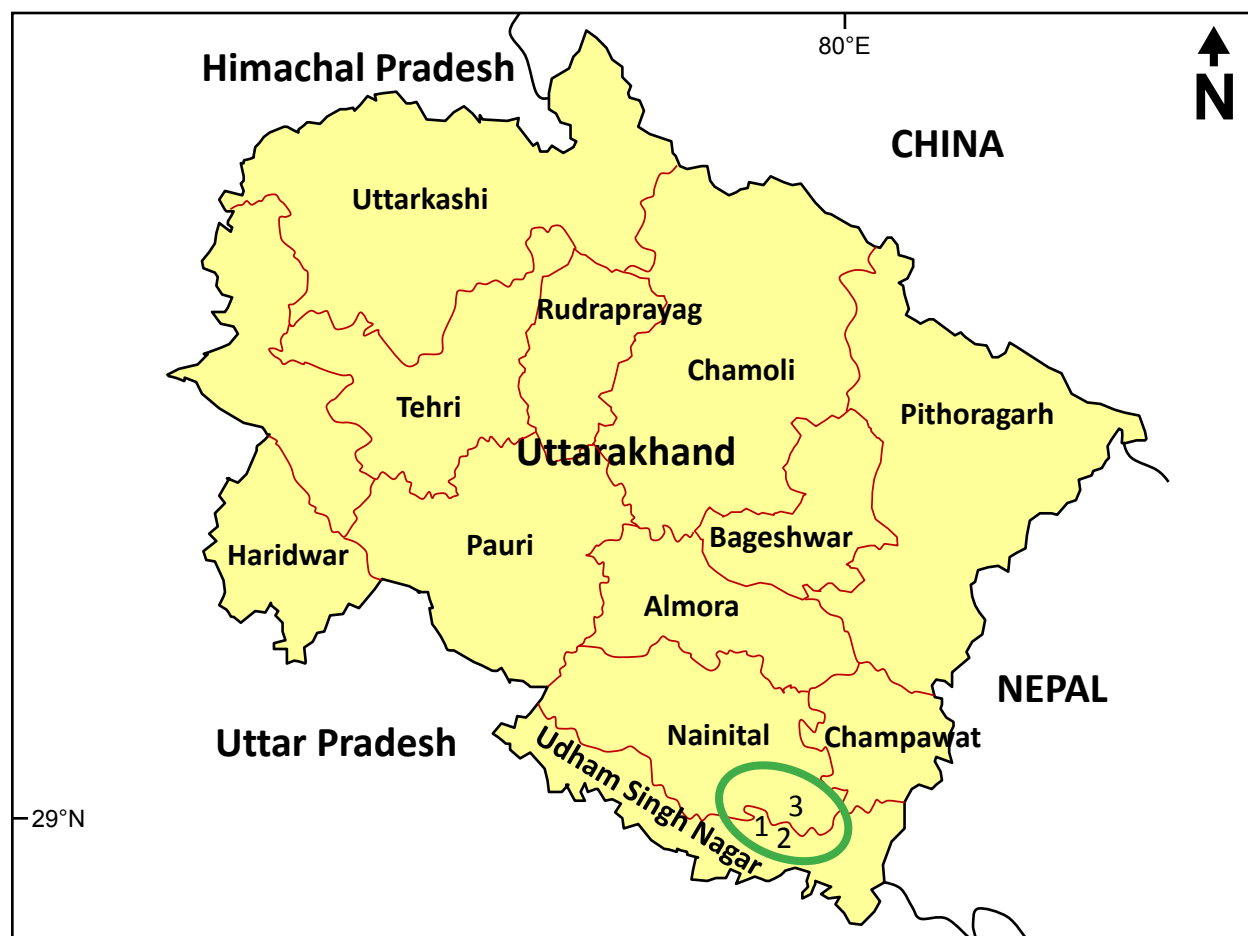 80°E
Himachal Pradesh
N
CHINA
Uttarkashi
Rudraprayag
Chamoli
Tehri
Pithoragarh
Uttarakhand
Haridwar
Pauri
Bageshwar
Almora
NEPAL
Uttar Pradesh
Nainital
Champawat
Udham Singh Nagar
3
29°N
1
2